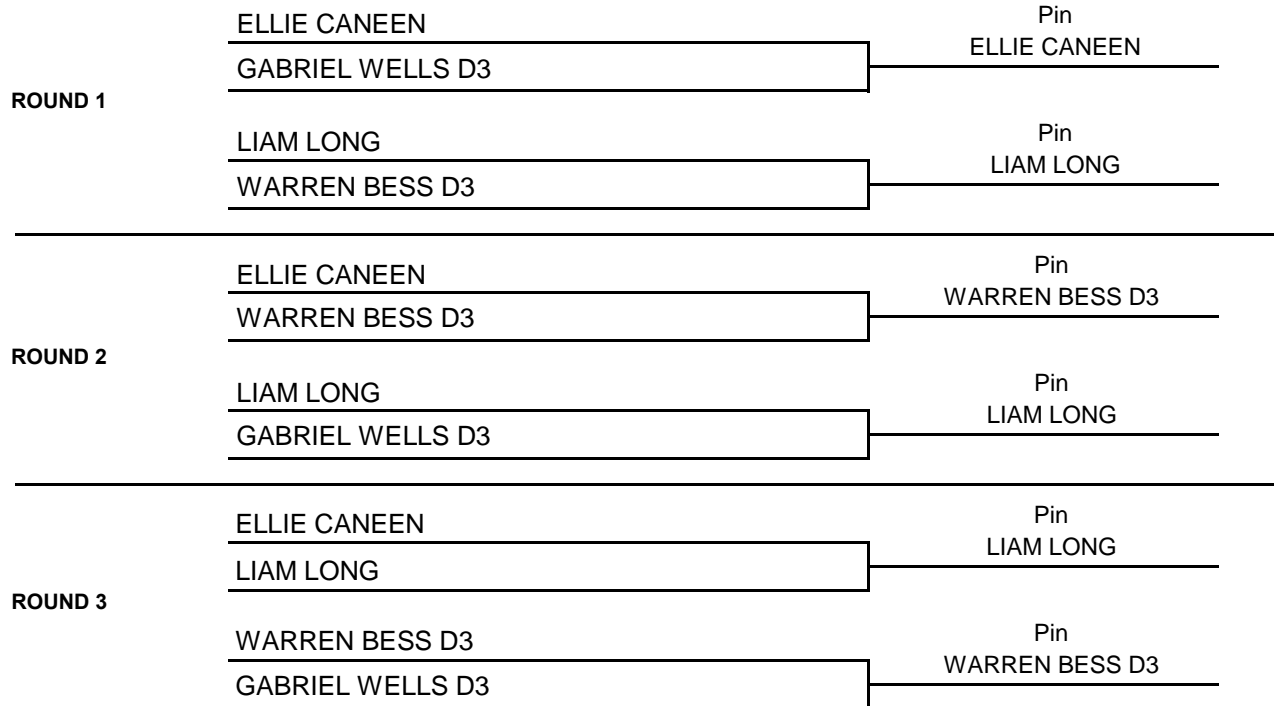 ELLIE CANEEN
Pin
ELLIE CANEEN
GABRIEL WELLS D3
ROUND 1
LIAM LONG
Pin
LIAM LONG
WARREN BESS D3
ELLIE CANEEN
Pin
WARREN BESS D3
WARREN BESS D3
ROUND 2
LIAM LONG
Pin
LIAM LONG
GABRIEL WELLS D3
ELLIE CANEEN
Pin
LIAM LONG
LIAM LONG
ROUND 3
WARREN BESS D3
Pin
WARREN BESS D3
GABRIEL WELLS D3